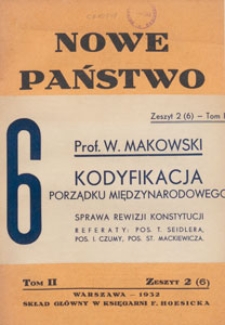 NOWE
PAŃSTWO
Zeszyt 2 (6) – Tom I
6
Prof. W. MAKOWSKI
KODYFIKACJA
PORZĄDKU MIĘDZYNARODOWEGO
SPRAWA REWIZJI KONSTYTUCJI
REFERATY: POS. T. SEIDLERA,
POS. I. CZUMY, POS. ST. MACKIEWICZA.
TOM II ZESZYT 2 (6)
WARSZAWA – 1932
SKŁAD GŁÓWNY W KSIĘGARNI F. HOESICKA